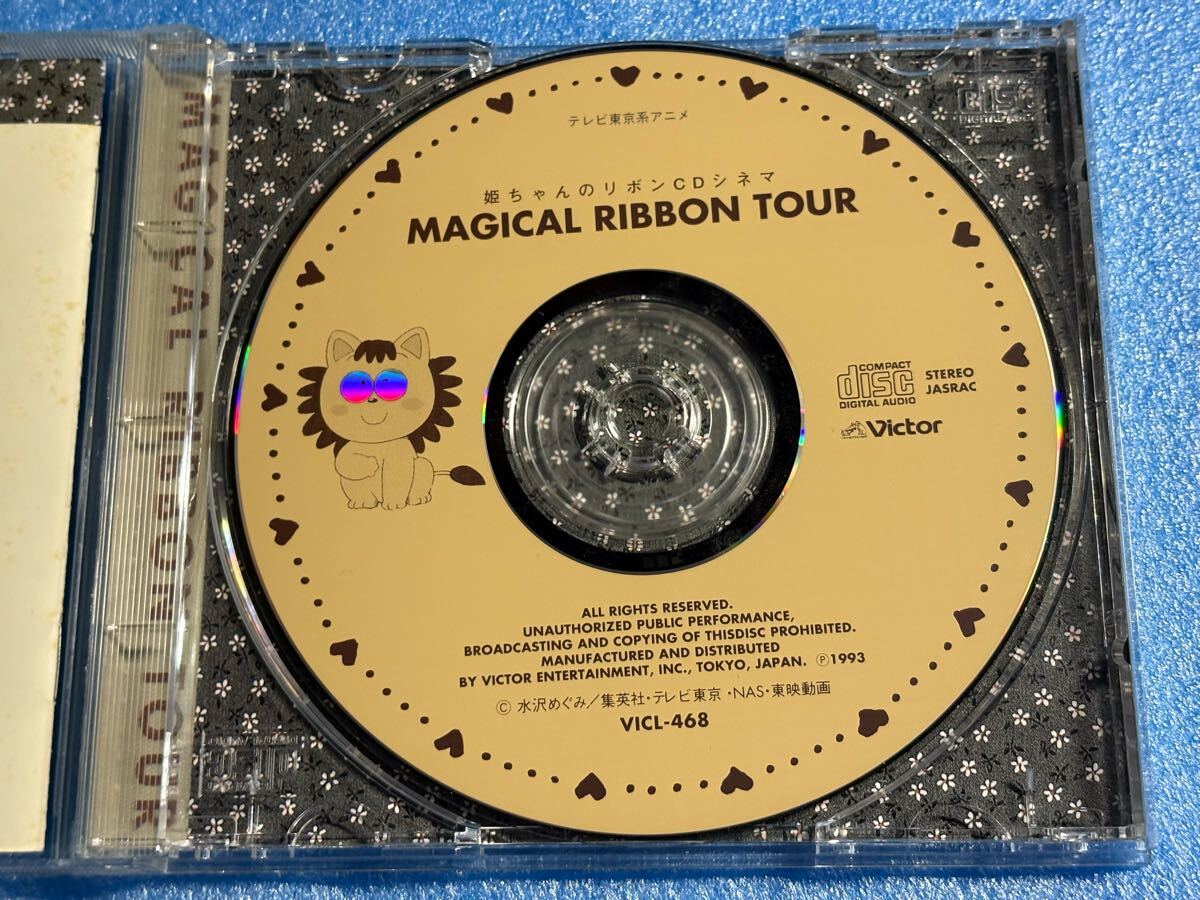 MAGICAL RIBBON TOUR
テレビ東京系アニメ
姫ちゃんのリボンCDシネマ
MAGICAL RIBBON TOUR
COMPACT
disc
DIGITAL AUDIO
STEREO
JASRAC
Victor
ALL RIGHTS RESERVED.
UNAUTHORIZED PUBLIC PERFORMANCE,
BROADCASTING AND COPYING OF THISDISC PROHIBITED.
MANUFACTURED AND DISTRIBUTED
BY VICTOR ENTERTAINMENT, INC., TOKYO, JAPAN. Ⓟ1993
© 水沢めぐみ/集英社・テレビ東京・NAS・東映動画
VICL-468